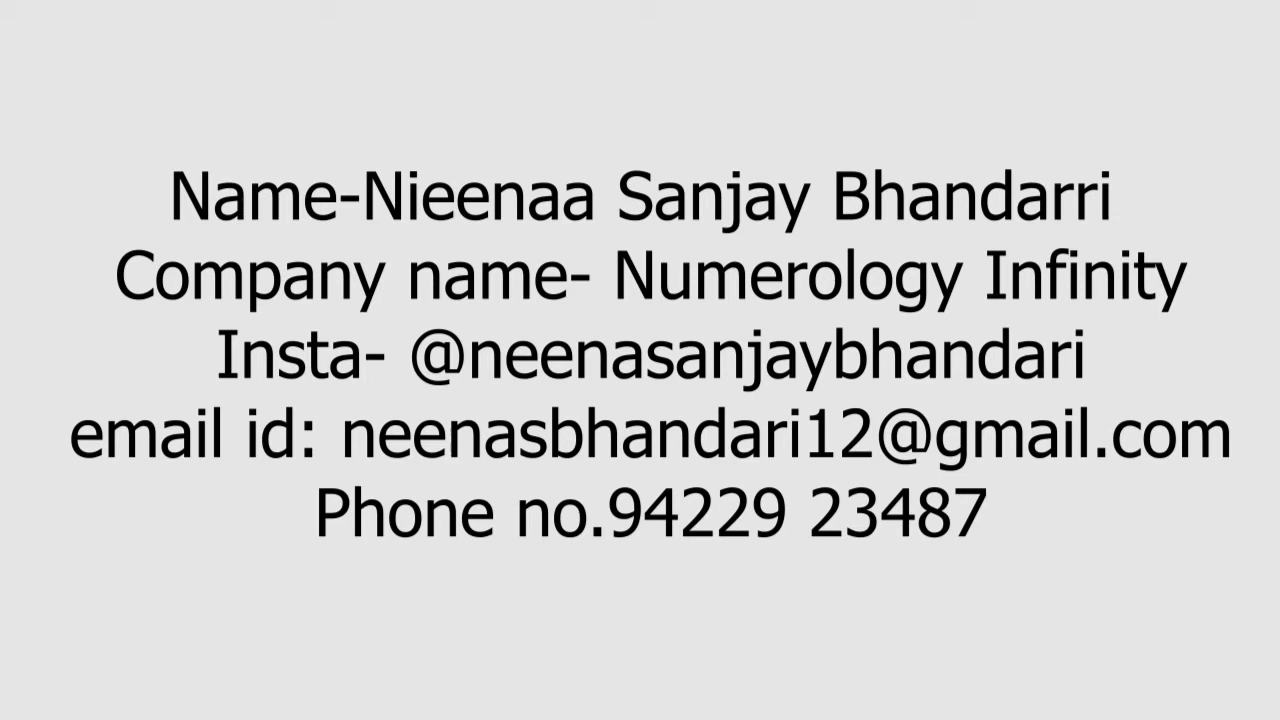 Name-Nieenaa Sanjay Bhandarri
Company name- Numerology Infinity
Insta- @neenasanjaybhandari
email id: neenasbhandari12@gmail.com
Phone no.94229 23487